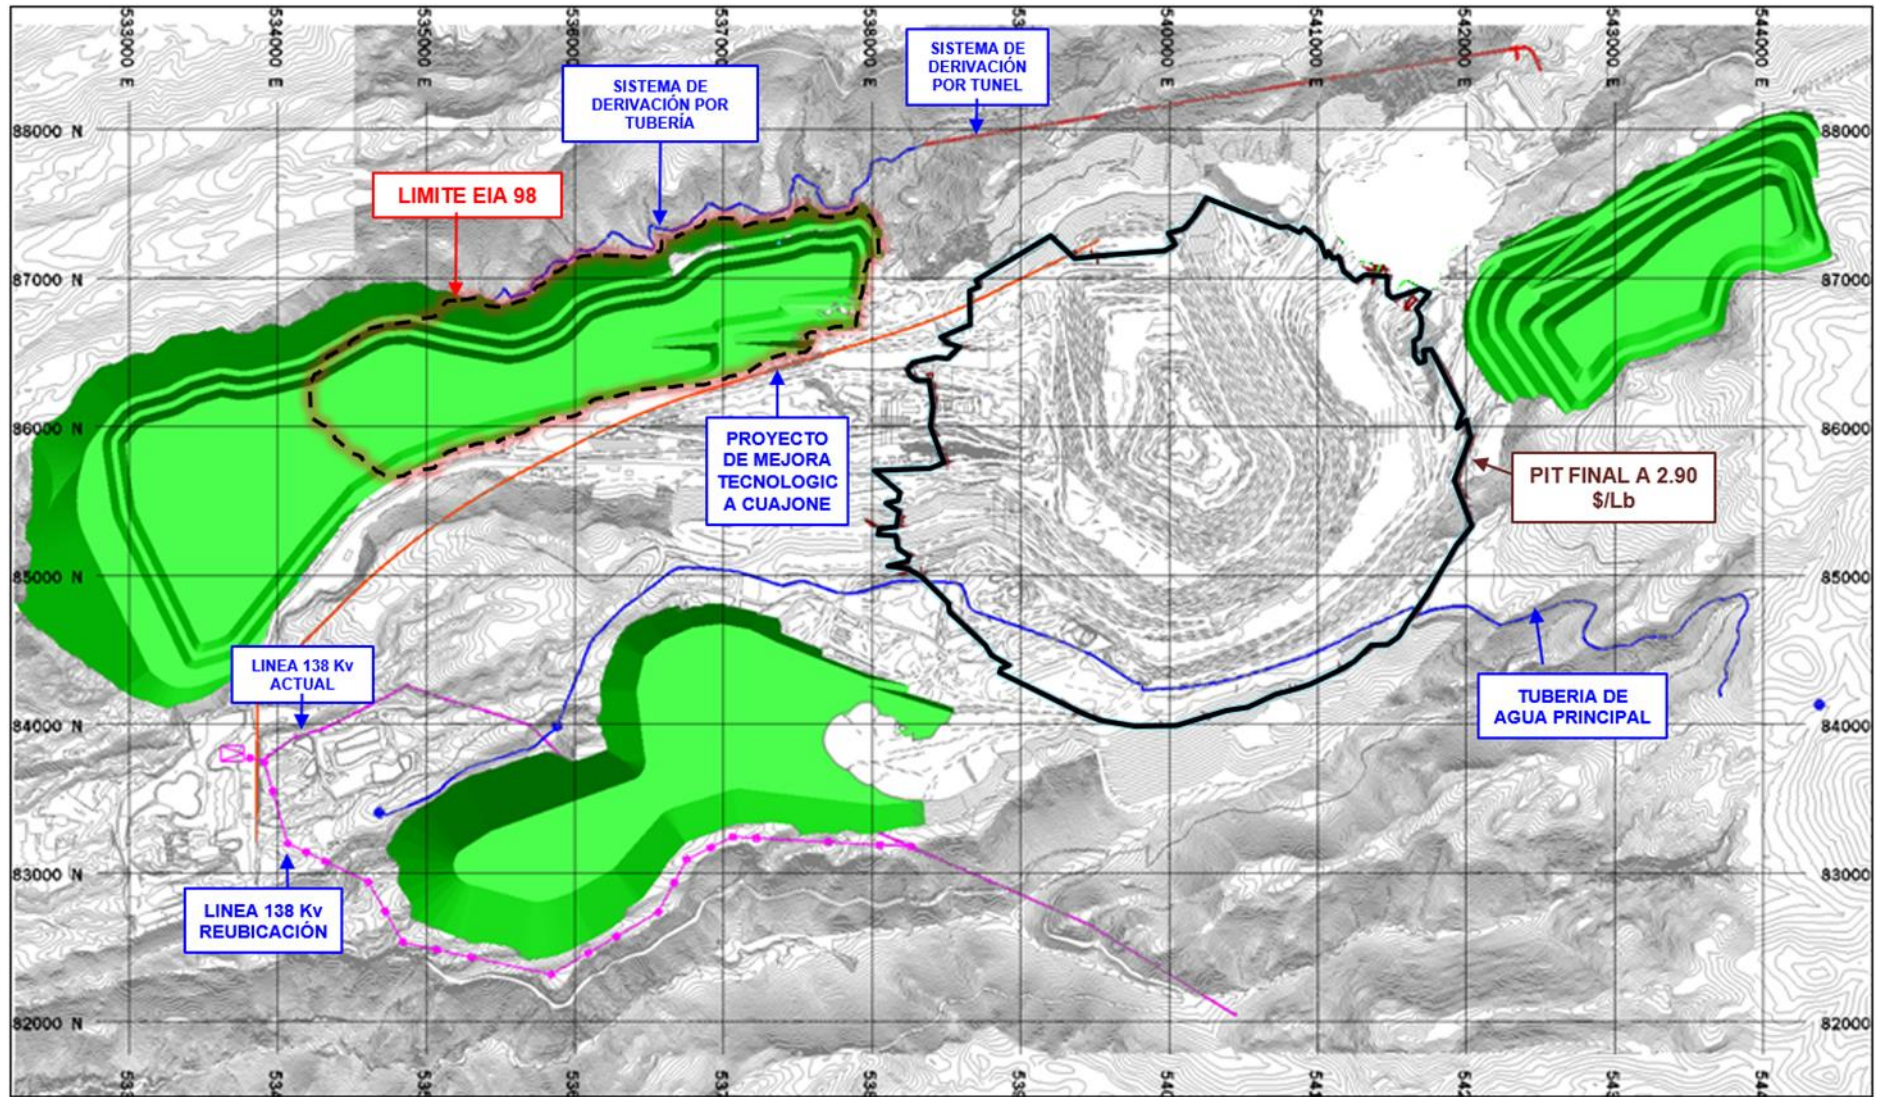 533000 E
534000 E
535000 E
536000 E
537000 E
538000 E
539000 E
540000 E
541000 E
542000 E
543000 E
544000 E
SISTEMA DE
DERIVACIÓN
POR TUNEL
SISTEMA DE
DERIVACIÓN POR
TUBERÍA
88000 N
88000
LIMITE EIA 98
87000 N
87000
86000 N
86000
PROYECTO
DE MEJORA
TECNOLOGIC
A CUAJONE
PIT FINAL A 2.90
$/Lb
85000 N
85000
LINEA 138 Kv
ACTUAL
TUBERIA DE
AGUA PRINCIPAL
84000 N
84000
83000 N
83000
LINEA 138 Kv
REUBICACIÓN
82000 N
82000